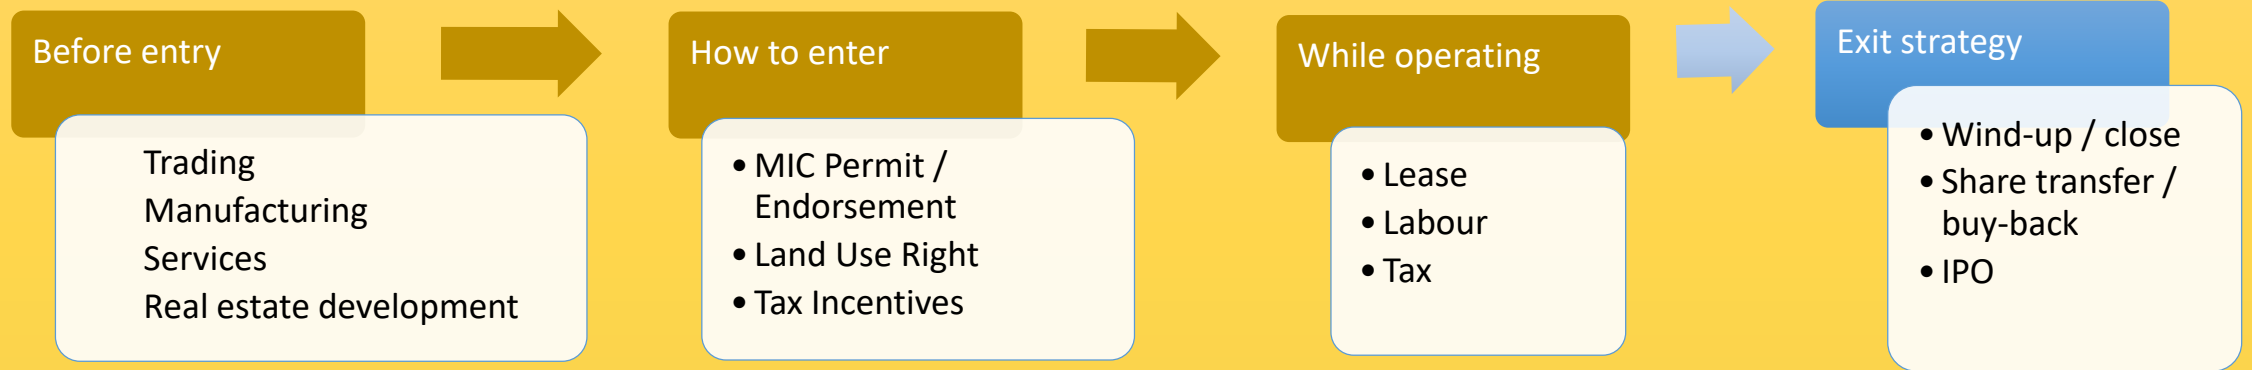 Before entry
Trading
Manufacturing
Services
Real estate development
How to enter
• MIC Permit /
Endorsement
• Land Use Right
• Tax Incentives
While operating
• Lease
• Labour
• Tax
Exit strategy
• Wind-up / close
• Share transfer /
buy-back
• IPO